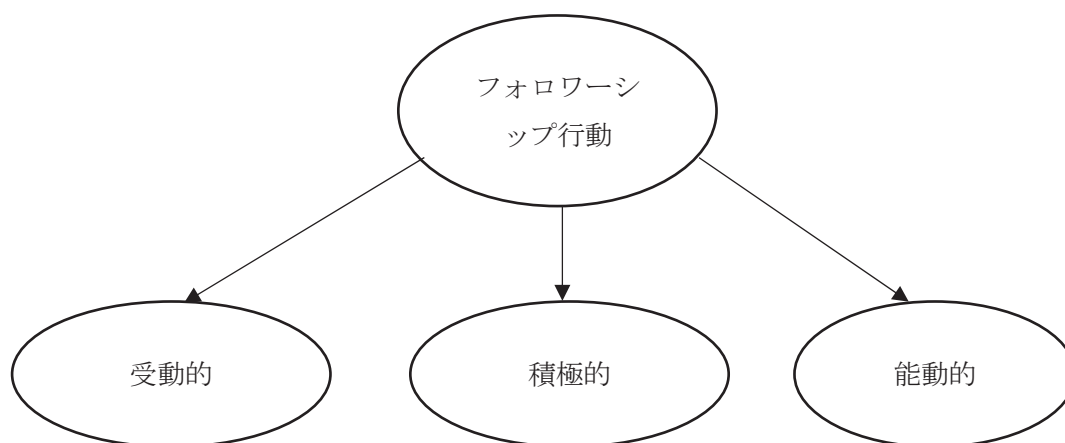 フォロワーシ
ップ行動
受動的
積極的
能動的